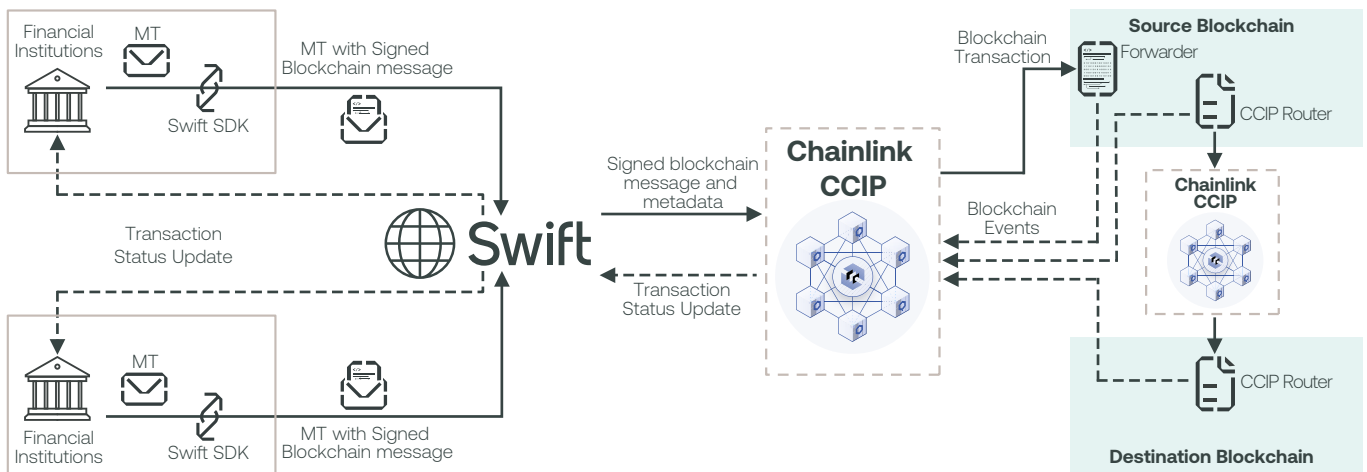 Financial
Institutions
MT
Swift SDK
MT with Signed
Blockchain message
Transaction
Status Update
Swift
Financial
Institutions
MT
Swift SDK
MT with Signed
Blockchain message
Signed blockchain
message and
metadata
Transaction
Status Update
Chainlink
CCIP
Blockchain
Transaction
Blockchain
Events
Source Blockchain
Forwarder
CCIP Router
Chainlink
CCIP
CCIP Router
Destination Blockchain